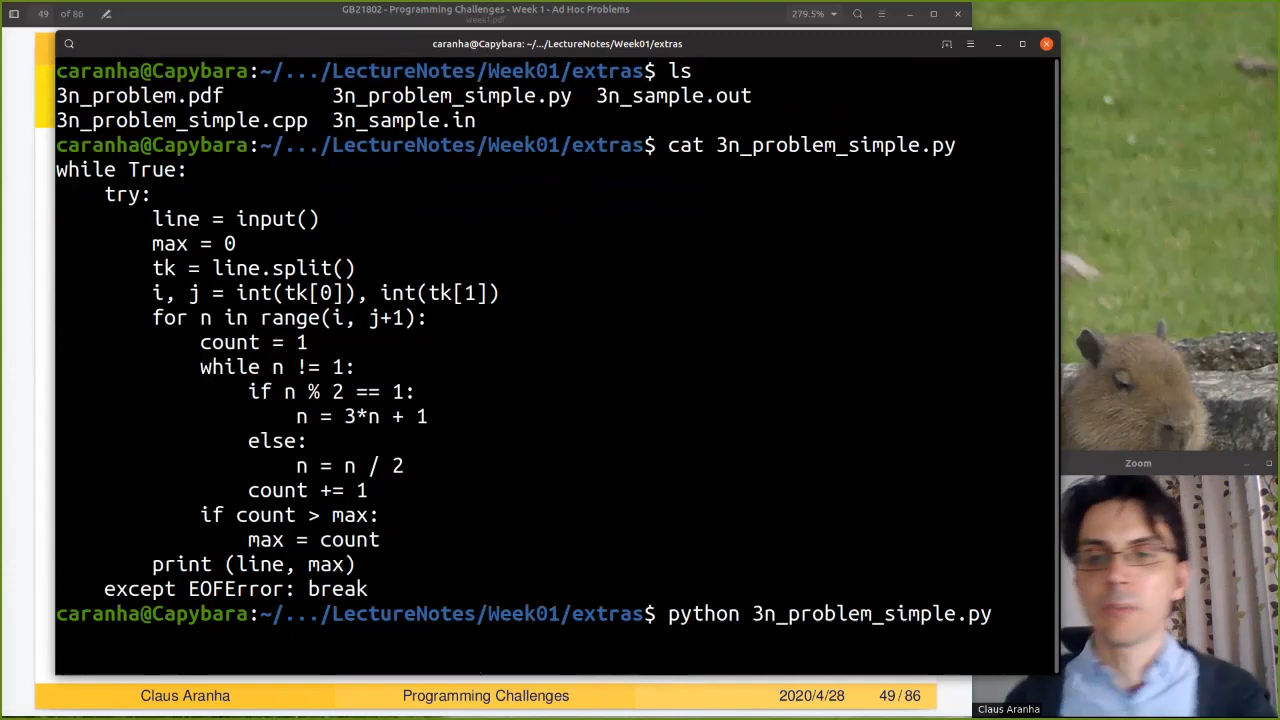 49 of 86
GB21802 - Programming Challenges - Week 1 - Ad Hoc Problems
week1.pdf
279.5%
caranha@Capybara: ~/.../LectureNotes/Week01/extras
caranha@Capybara:~/.../LectureNotes/Week01/extras$ ls
3n_problem.pdf 3n_problem_simple.py 3n_sample.out
3n_problem_simple.cpp 3n_sample.in
caranha@Capybara:~/.../LectureNotes/Week01/extras$ cat 3n_problem_simple.py
while True:
    try:
        line = input()
        max = 0
        tk = line.split()
        i, j = int(tk[0]), int(tk[1])
        for n in range(i, j+1):
            count = 1
            while n != 1:
                if n % 2 == 1:
                    n = 3*n + 1
                else:
                    n = n / 2
                count += 1
            if count > max:
                max = count
        print (line, max)
    except EOFError: break
caranha@Capybara:~/.../LectureNotes/Week01/extras$ python 3n_problem_simple.py
Zoom
Claus Aranha
Claus Aranha Programming Challenges 2020/4/28 49 / 86